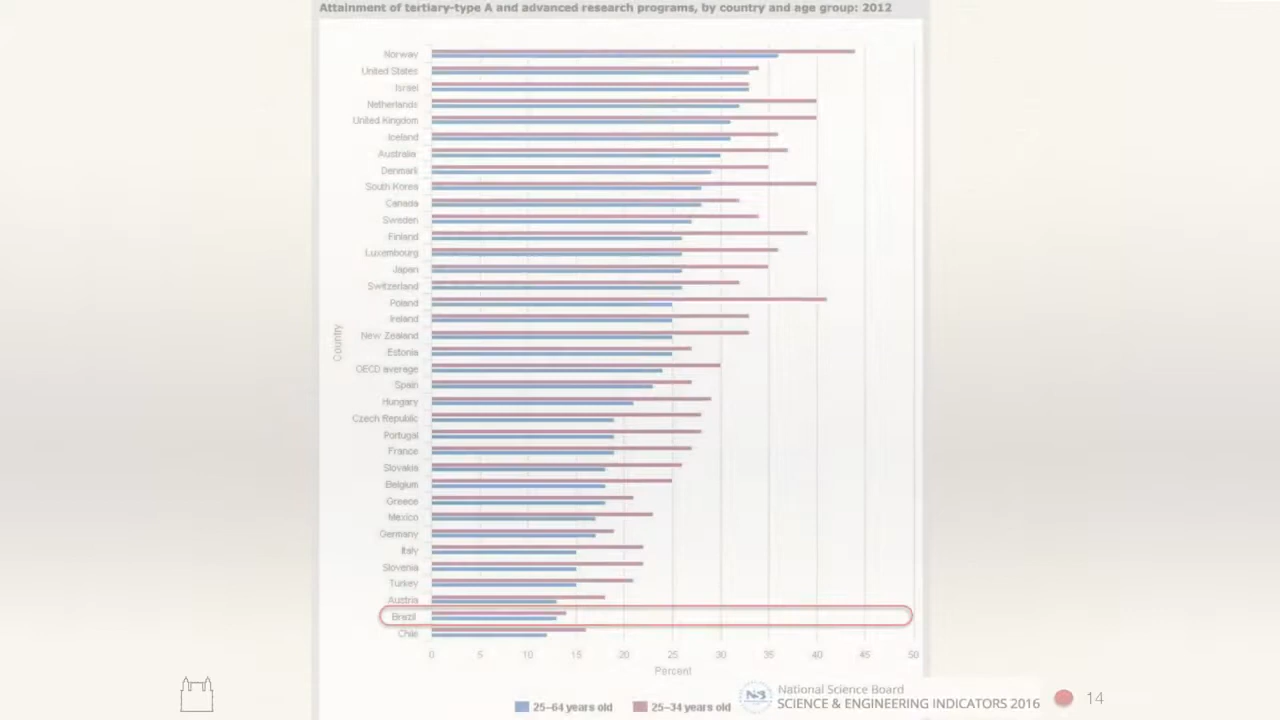 Attainment of tertiary-type A and advanced research programs, by country and age group: 2012
Norway
United States
Israel
Netherlands
United Kingdom
Iceland
Australia
Denmark
South Korea
Canada
Sweden
Finland
Luxembourg
Japan
Switzerland
Poland
Ireland
New Zealand
Estonia
OECD average
Spain
Hungary
Czech Republic
Portugal
France
Slovakia
Belgium
Greece
Mexico
Germany
Italy
Slovenia
Turkey
Austria
Brazil
Chile
Country
0 5 10 15 20 25 30 35 40 45 50
Percent
25–64 years old 25–34 years old
NSB
National Science Board
SCIENCE & ENGINEERING INDICATORS 2016
14